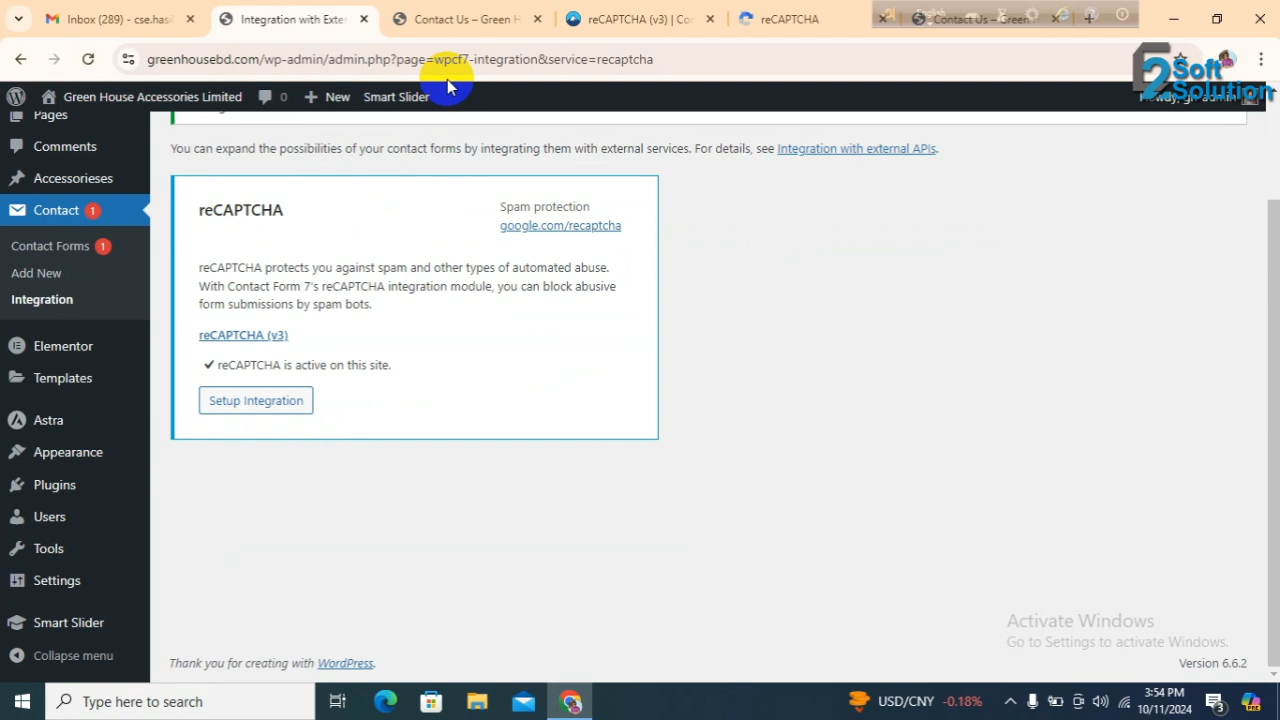 Inbox (289) - cse.hasi
Integration with Exter
Contact Us – Green H
reCAPTCHA (v3) | Co
reCAPTCHA
Contact Us – Green
greenhousebd.com/wp-admin/admin.php?page=wpcf7-integration&service=recaptcha
Soft
Solution
Green House Accessories Limited
0
New
Smart Slider
Pages
Comments
Accessorieses
Contact 1
Contact Forms 1
Add New
Integration
Elementor
Templates
Astra
Appearance
Plugins
Users
Tools
Settings
Smart Slider
Collapse menu
You can expand the possibilities of your contact forms by integrating them with external services. For details, see Integration with external APIs.
reCAPTCHA
Spam protection
google.com/recaptcha
reCAPTCHA protects you against spam and other types of automated abuse.
With Contact Form 7's reCAPTCHA integration module, you can block abusive
form submissions by spam bots.
reCAPTCHA (v3)
reCAPTCHA is active on this site.
Setup Integration
Activate Windows
Go to Settings to activate Windows.
Thank you for creating with WordPress.
Version 6.6.2
Type here to search
USD/CNY -0.18%
3:54 PM
10/11/2024
3